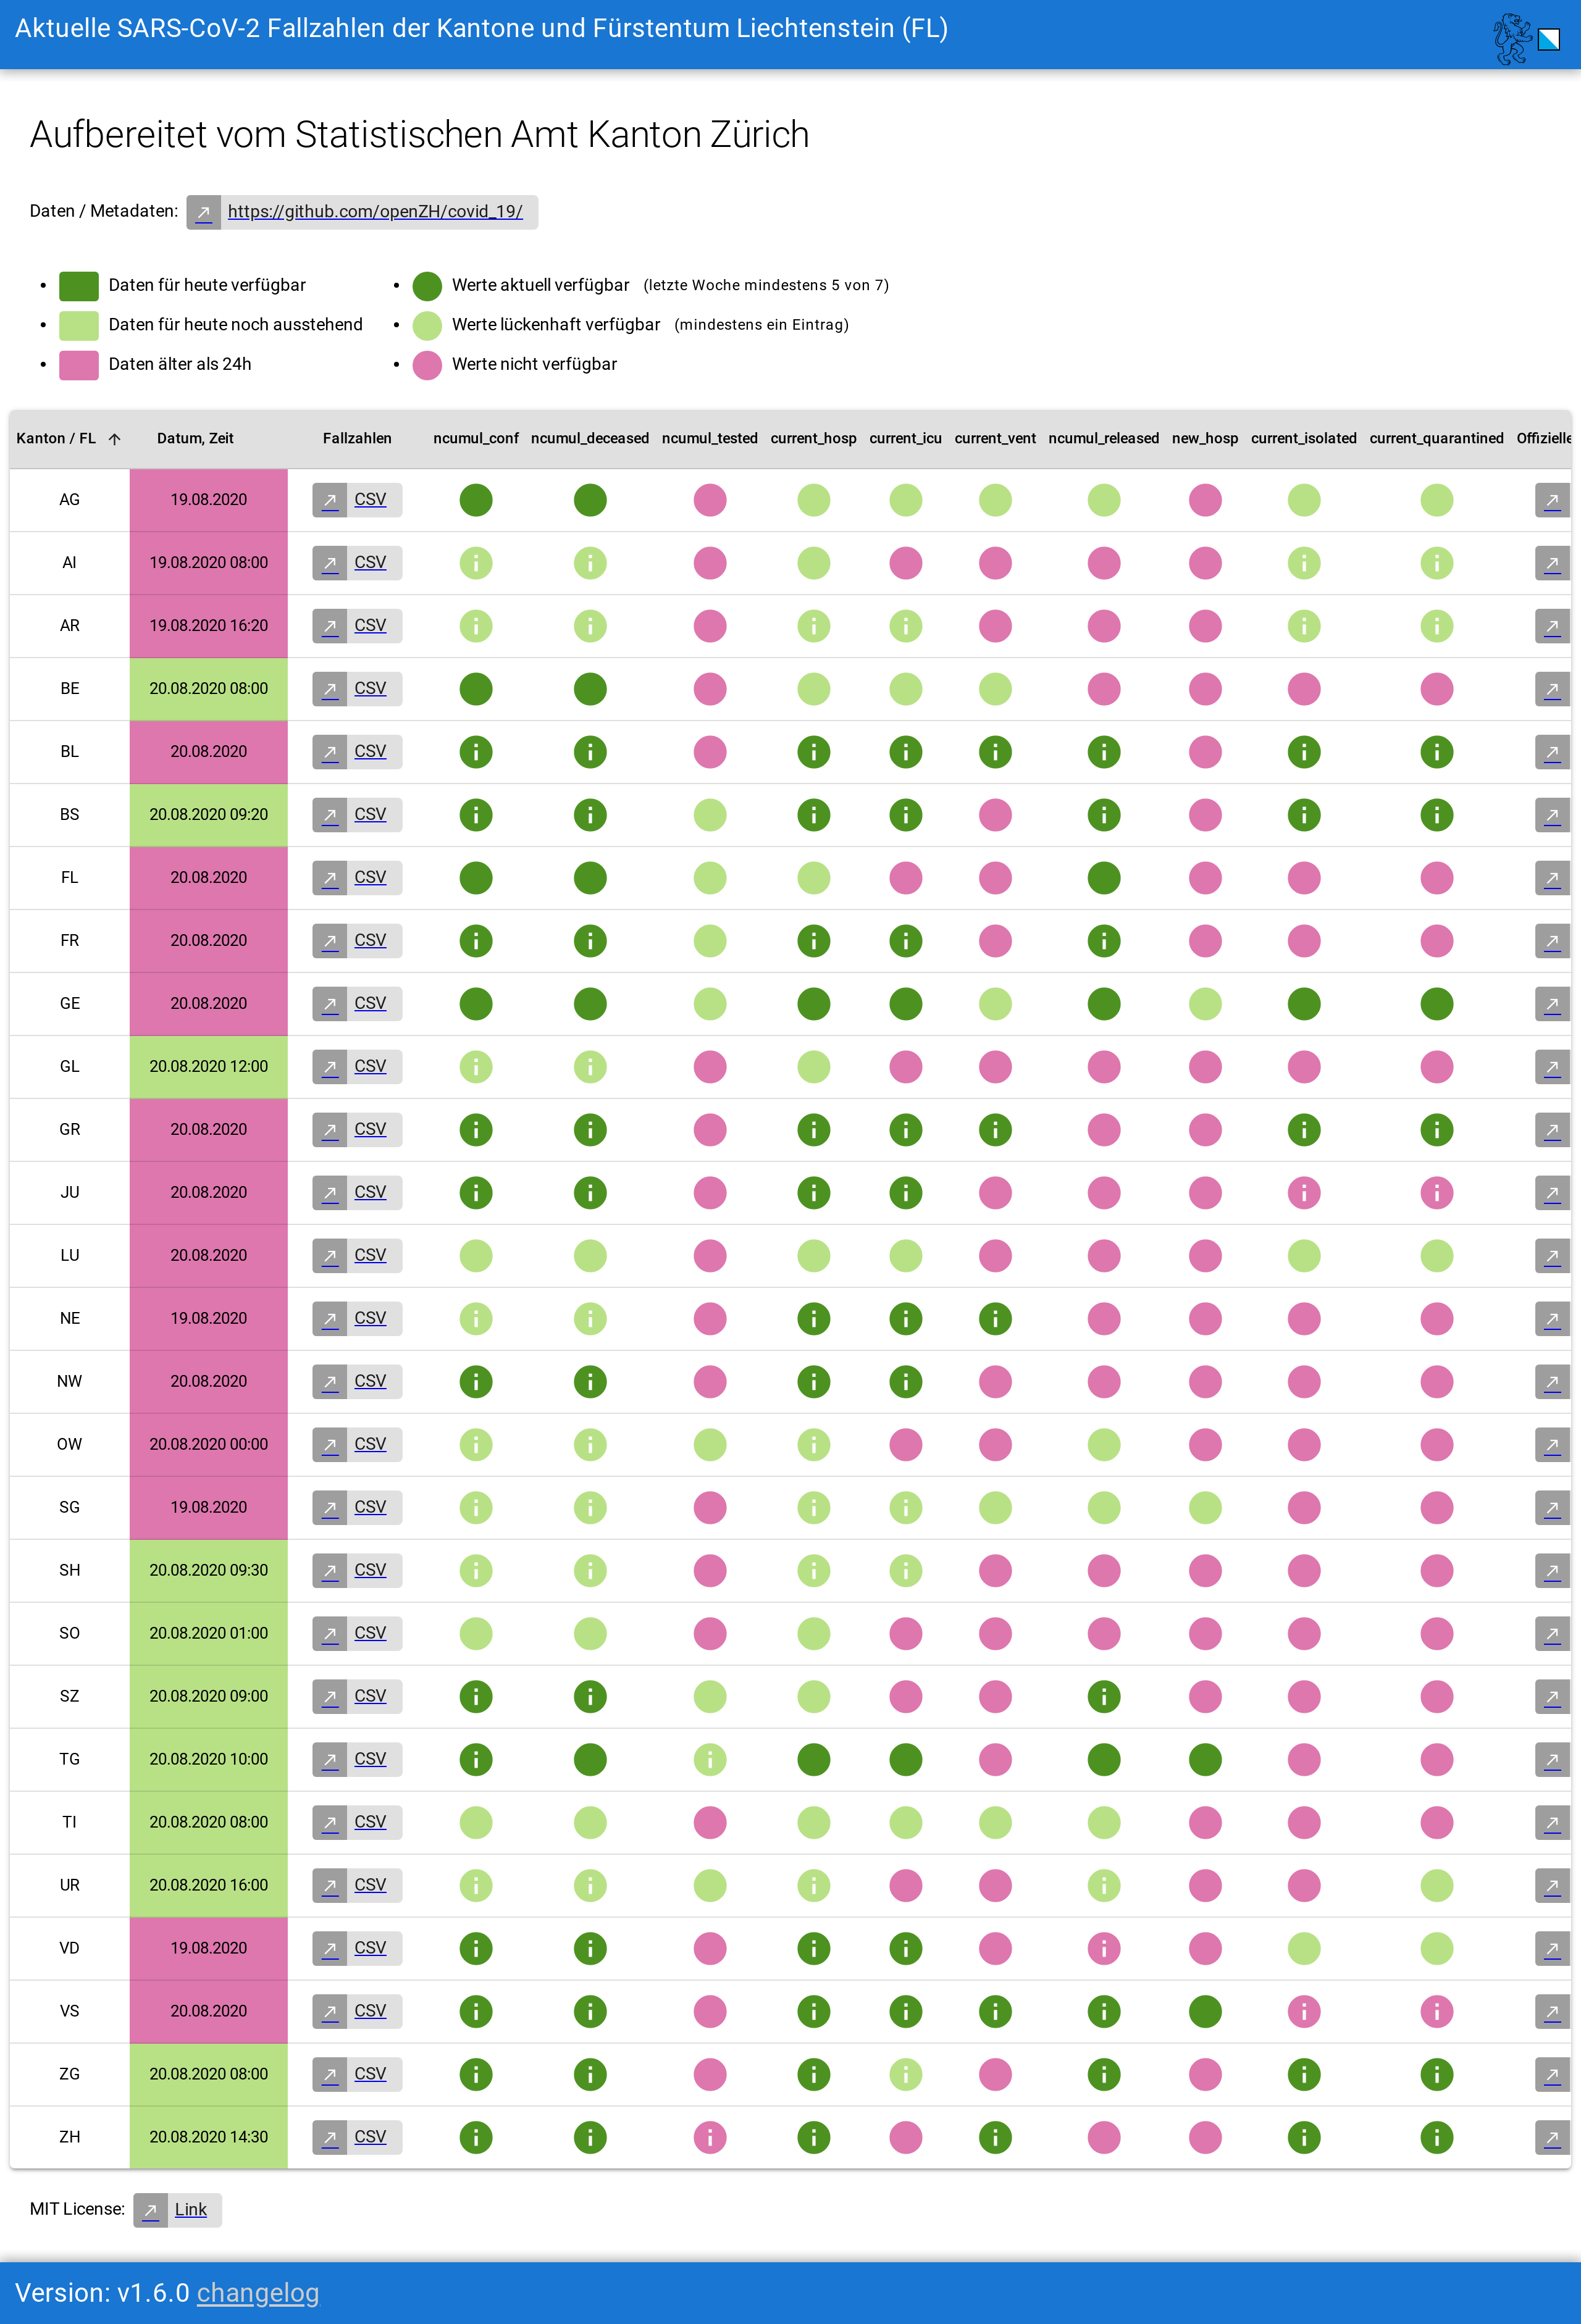 Aktuelle SARS-CoV-2 Fallzahlen der Kantone und Fürstentum Liechtenstein (FL)
Aufbereitet vom Statistischen Amt Kanton Zürich
Daten / Metadaten: https://github.com/openZH/covid_19/
Daten für heute verfügbar
Daten für heute noch ausstehend
Daten älter als 24h
Werte aktuell verfügbar (letzte Woche mindestens 5 von 7)
Werte lückenhaft verfügbar (mindestens ein Eintrag)
Werte nicht verfügbar
Kanton / FL Datum, Zeit Fallzahlen ncumul_conf ncumul_deceased ncumul_tested current_hosp current_icu current_vent ncumul_released new_hosp current_isolated current_quarantined Offizielle
AG 19.08.2020 CSV
AI 19.08.2020 08:00 CSV
AR 19.08.2020 16:20 CSV
BE 20.08.2020 08:00 CSV
BL 20.08.2020 CSV
BS 20.08.2020 09:20 CSV
FL 20.08.2020 CSV
FR 20.08.2020 CSV
GE 20.08.2020 CSV
GL 20.08.2020 12:00 CSV
GR 20.08.2020 CSV
JU 20.08.2020 CSV
LU 20.08.2020 CSV
NE 19.08.2020 CSV
NW 20.08.2020 CSV
OW 20.08.2020 00:00 CSV
SG 19.08.2020 CSV
SH 20.08.2020 09:30 CSV
SO 20.08.2020 01:00 CSV
SZ 20.08.2020 09:00 CSV
TG 20.08.2020 10:00 CSV
TI 20.08.2020 08:00 CSV
UR 20.08.2020 16:00 CSV
VD 19.08.2020 CSV
VS 20.08.2020 CSV
ZG 20.08.2020 08:00 CSV
ZH 20.08.2020 14:30 CSV
MIT License: Link
Version: v1.6.0 changelog